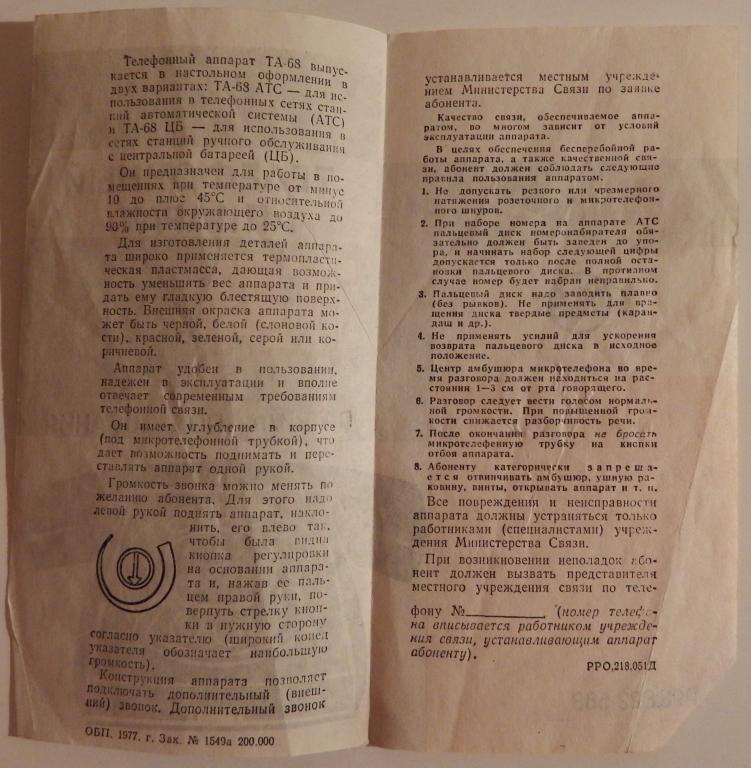 Телефонный аппарат ТА-68 выпус-
кается в настольном оформлении в
двух вариантах: ТА-68 АТС — для ис-
пользования в телефонных сетях стан-
ций автоматической системы (АТС)
и ТА-68 ЦБ — для использования в
сетях станций ручного обслуживания
с центральной батареей (ЦБ).
Он предназначен для работы в по-
мещениях при температуре от минус
10 до плюс 45°С и относительной
влажности окружающего воздуха до
90% при температуре до 25°С.
Для изготовления деталей аппара-
та широко применяется термопласти-
ческая пластмасса, дающая возмож-
ность уменьшить вес аппарата и при-
дать ему гладкую блестящую поверх-
ность. Внешняя окраска аппарата мо-
жет быть черной, белой (слоновой ко-
сти), красной, зеленой, серой или ко-
ричневой.
Аппарат удобен в пользовании,
надежен в эксплуатации и вполне
отвечает современным требованиям
телефонной связи.
Он имеет углубление в корпусе
(под микротелефонной трубкой), что
дает возможность поднимать и пере-
ставлять аппарат одной рукой.
Громкость звонка можно менять по
желанию абонента. Для этого надо
левой рукой поднять аппарат, накло-
нить, его влево так,
чтобы была видна
кнопка регулировки
на основании аппара-
та и, нажав ее паль-
цем правой руки, по-
вернуть стрелку кноп-
ки в нужную сторону
согласно указателю (широкий конец
указателя обозначает наибольшую
громкость).
Конструкция аппарата позволяет
подключать дополнительный (внеш-
ний) звонок. Дополнительный звонок
ОБП. 1977. г. Зак. № 1549а 200.000
устанавливается местным учрежде-
нием Министерства Связи по заявке
абонента.
Качество связи, обеспечиваемое аппа-
ратом, во многом зависит от условий
эксплуатации аппарата.
В целях обеспечения бесперебойной ра-
боты аппарата, а также качественной свя-
зи, абонент должен соблюдать следующие
правила пользования аппаратом.
1. Не допускать резкого или чрезмерного
натяжения розеточного и микротелефон-
ного шнуров.
2. При наборе номера на аппарате АТС
пальцевый диск номеронабирателя обя-
зательно должен быть заведен до упо-
ра, и начинать набор следующей цифры
допускается только после полной оста-
новки пальцевого диска. В противном
случае номер будет набран неправильно.
3. Пальцевый диск надо заводить плавно
(без рывков). Не применять для вра-
щения диска твердые предметы (каран-
даш и др.).
4. Не применять усилий для ускорения
возврата пальцевого диска в исходное
положение.
5. Центр амбушюра микротелефона во вре-
мя разговора должен находиться на рас-
стоянии 1—3 см от рта говорящего.
6. Разговор следует вести голосом нормаль-
ной громкости. При повышенной гром-
кости снижается разборчивость речи.
7. После окончания разговора не бросать
микротелефонную трубку на кнопки
отбоя аппарата.
8. Абоненту категорически запреща-
ется отвинчивать амбушюр, ушную ра-
ковину, винты, открывать аппарат и т. п.
Все повреждения и неисправности
аппарата должны устраняться только
работниками (специалистами) учреж-
дения Министерства Связи.
При возникновении неполадок або-
нент должен вызвать представителя
местного учреждения связи по теле-
фону №________ (номер телефо-
на вписывается работником учрежде-
ния связи, устанавливающим аппарат
абоненту).
РРО,218.051Д